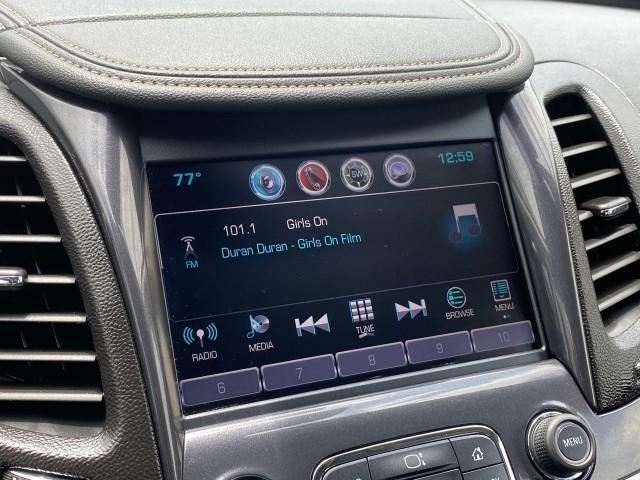 77°
SW
12:59
101.1 Girls On
Duran Duran - Girls On Film
FM
RADIO
MEDIA
TUNE
BROWSE
MENU
6 7 8 9 10
MENU